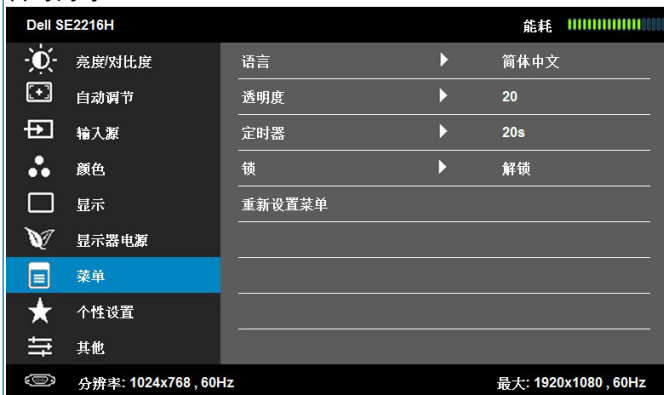 Dell SE2216H 能耗
亮度/对比度 语言 简体中文
自动调节 透明度 20
输入源 定时器 20s
颜色 锁 解锁
显示 重新设置菜单
显示器电源
菜单
个性设置
其他
分辨率: 1024x768 , 60Hz 最大: 1920x1080 , 60Hz